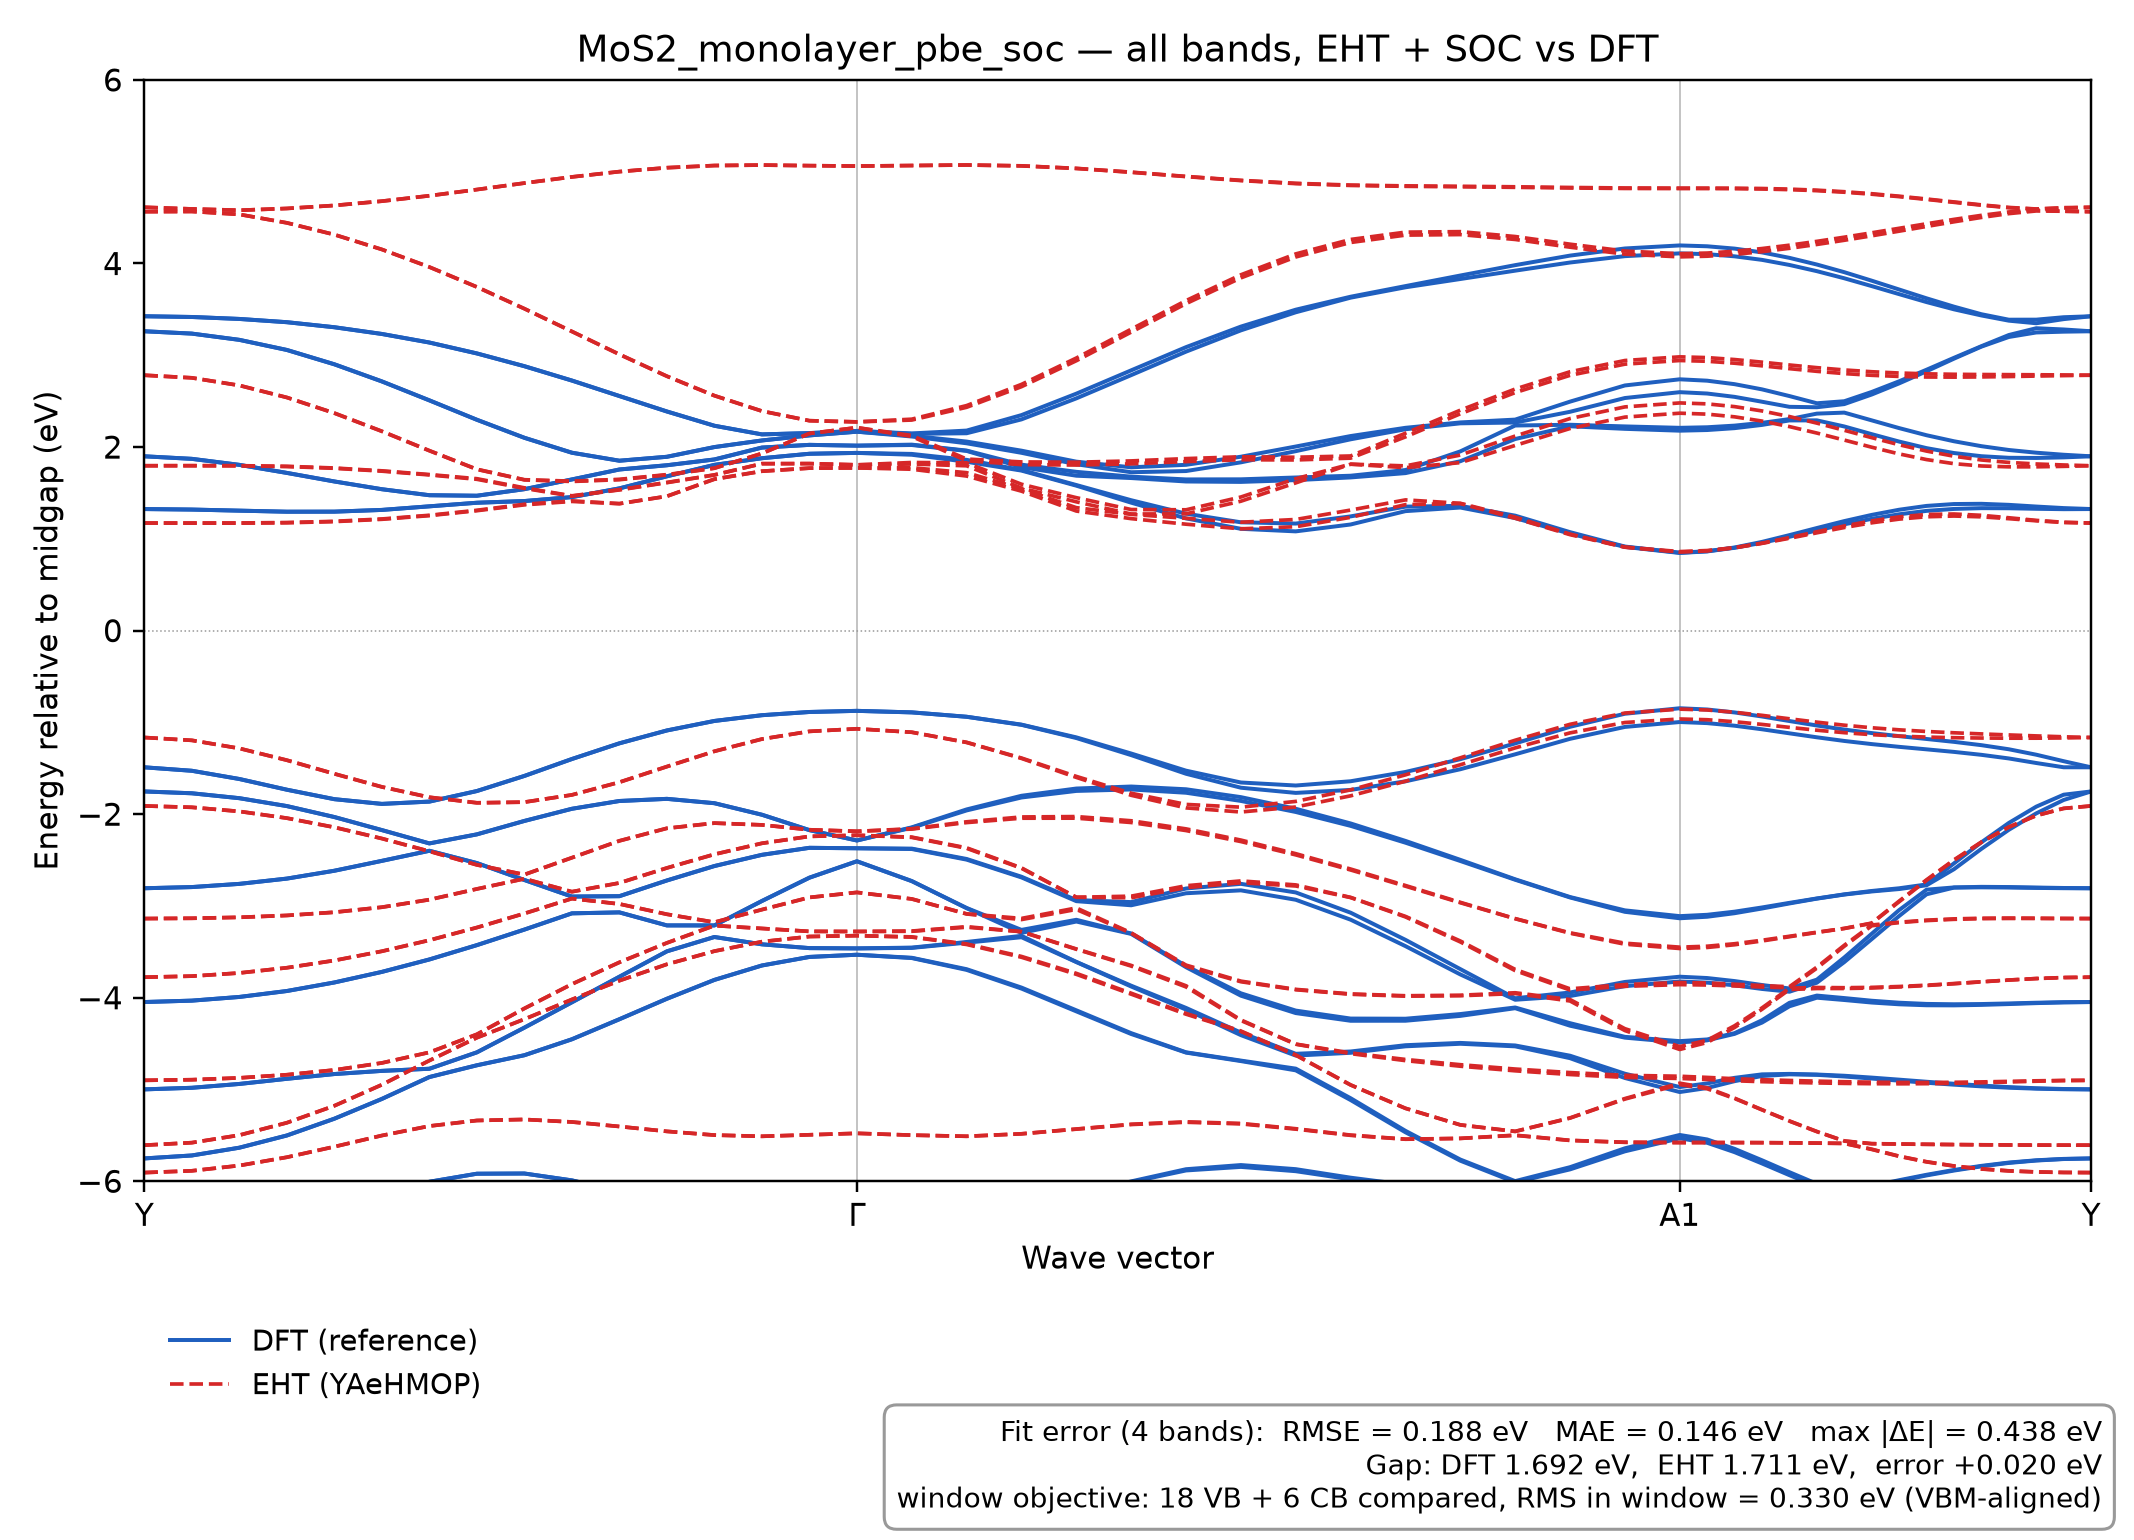 MoS2_monolayer_pbe_soc — all bands, EHT + SOC vs DFT
6
4
2
0
−2
−4
−6
Energy relative to midgap (eV)
Y
Γ
A1
Y
Wave vector
DFT (reference)
EHT (YAeHMOP)
Fit error (4 bands): RMSE = 0.188 eV MAE = 0.146 eV max |ΔE| = 0.438 eV
Gap: DFT 1.692 eV, EHT 1.711 eV, error +0.020 eV
window objective: 18 VB + 6 CB compared, RMS in window = 0.330 eV (VBM-aligned)